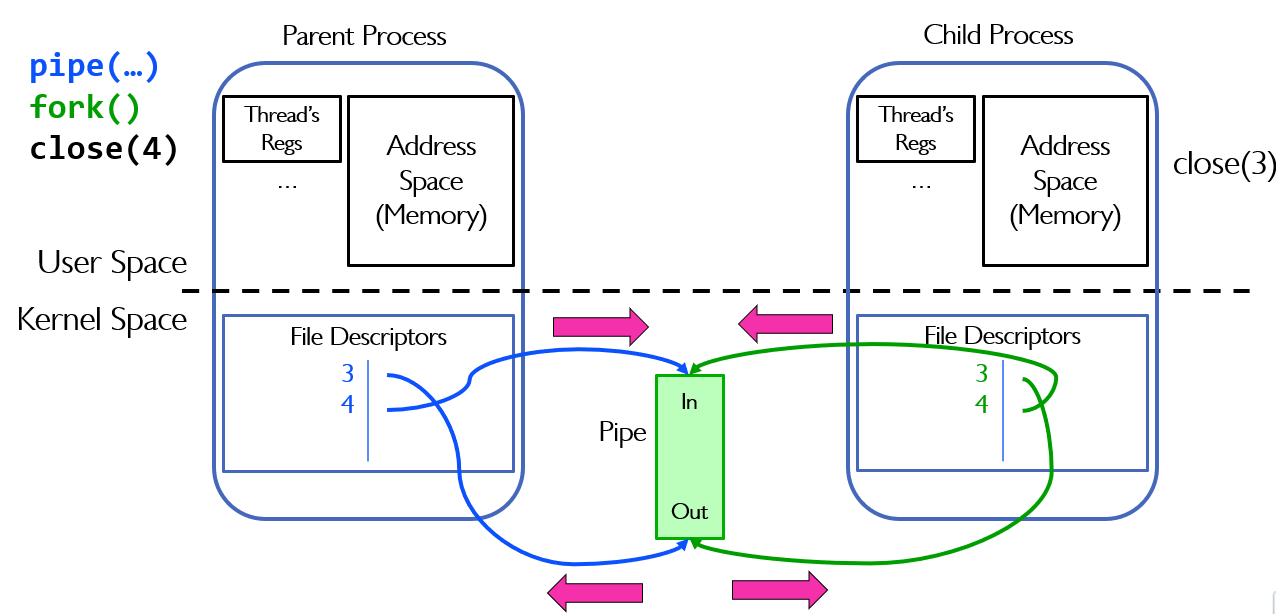 Parent Process
Child Process
pipe(…)
fork()
close(4)
Thread's
Regs
…
Address
Space
(Memory)
Thread's
Regs
…
Address
Space
(Memory)
close(3)
User Space
Kernel Space
File Descriptors
3
4
File Descriptors
3
4
Pipe
In
Out